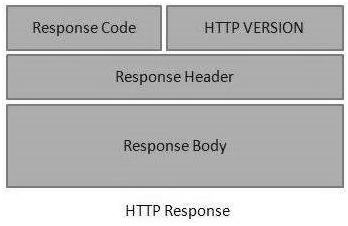 Response Code
HTTP VERSION
Response Header
Response Body
HTTP Response